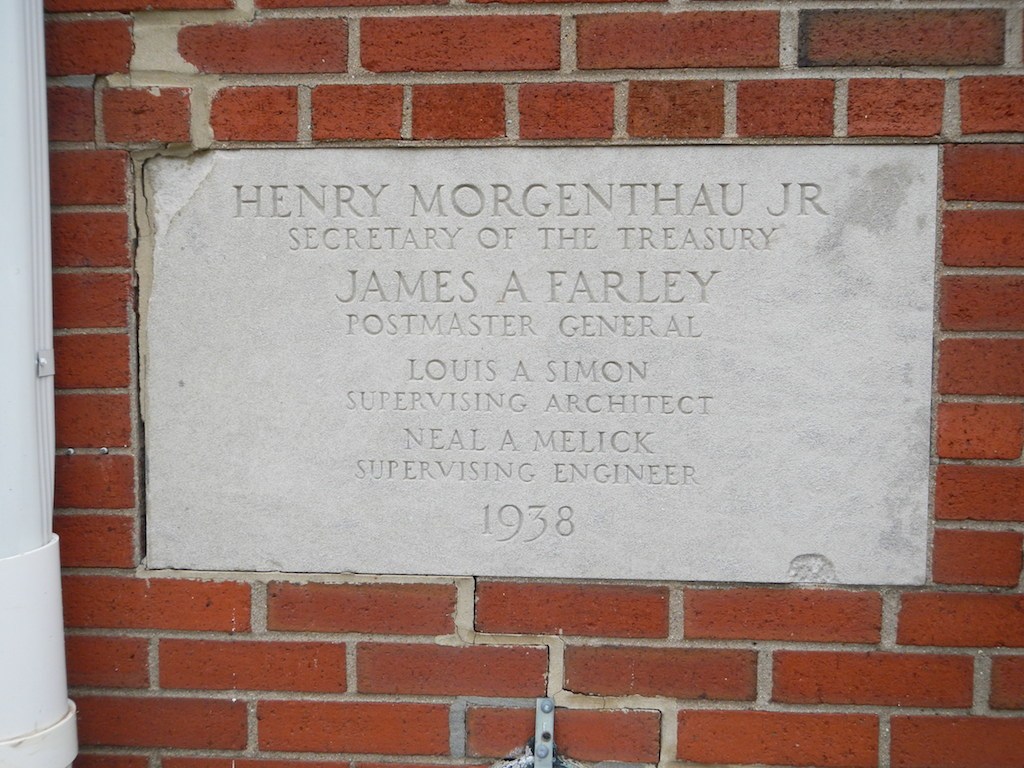 HENRY MORGENTHAU JR
SECRETARY OF THE TREASURY
JAMES A FARLEY
POSTMASTER GENERAL
LOUIS A SIMON
SUPERVISING ARCHITECT
NEAL A MELICK
SUPERVISING ENGINEER
1938